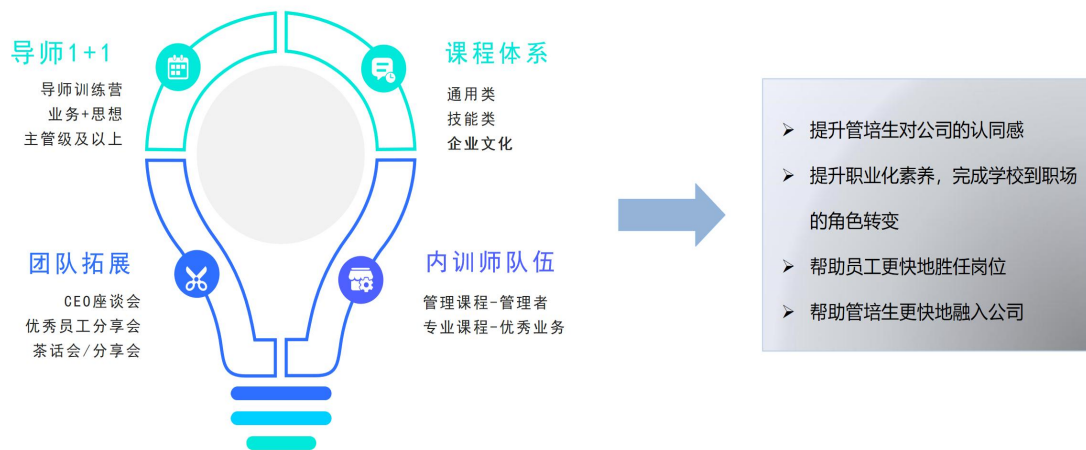 导师1+1
导师训练营
业务+思想
主管级及以上
课程体系
通用类
技能类
企业文化
团队拓展
CEO座谈会
优秀员工分享会
茶话会/分享会
内训师队伍
管理课程-管理者
专业课程-优秀业务
提升管培生对公司的认同感
提升职业化素养，完成学校到职场
的角色转变
帮助员工更快地胜任岗位
帮助管培生更快地融入公司